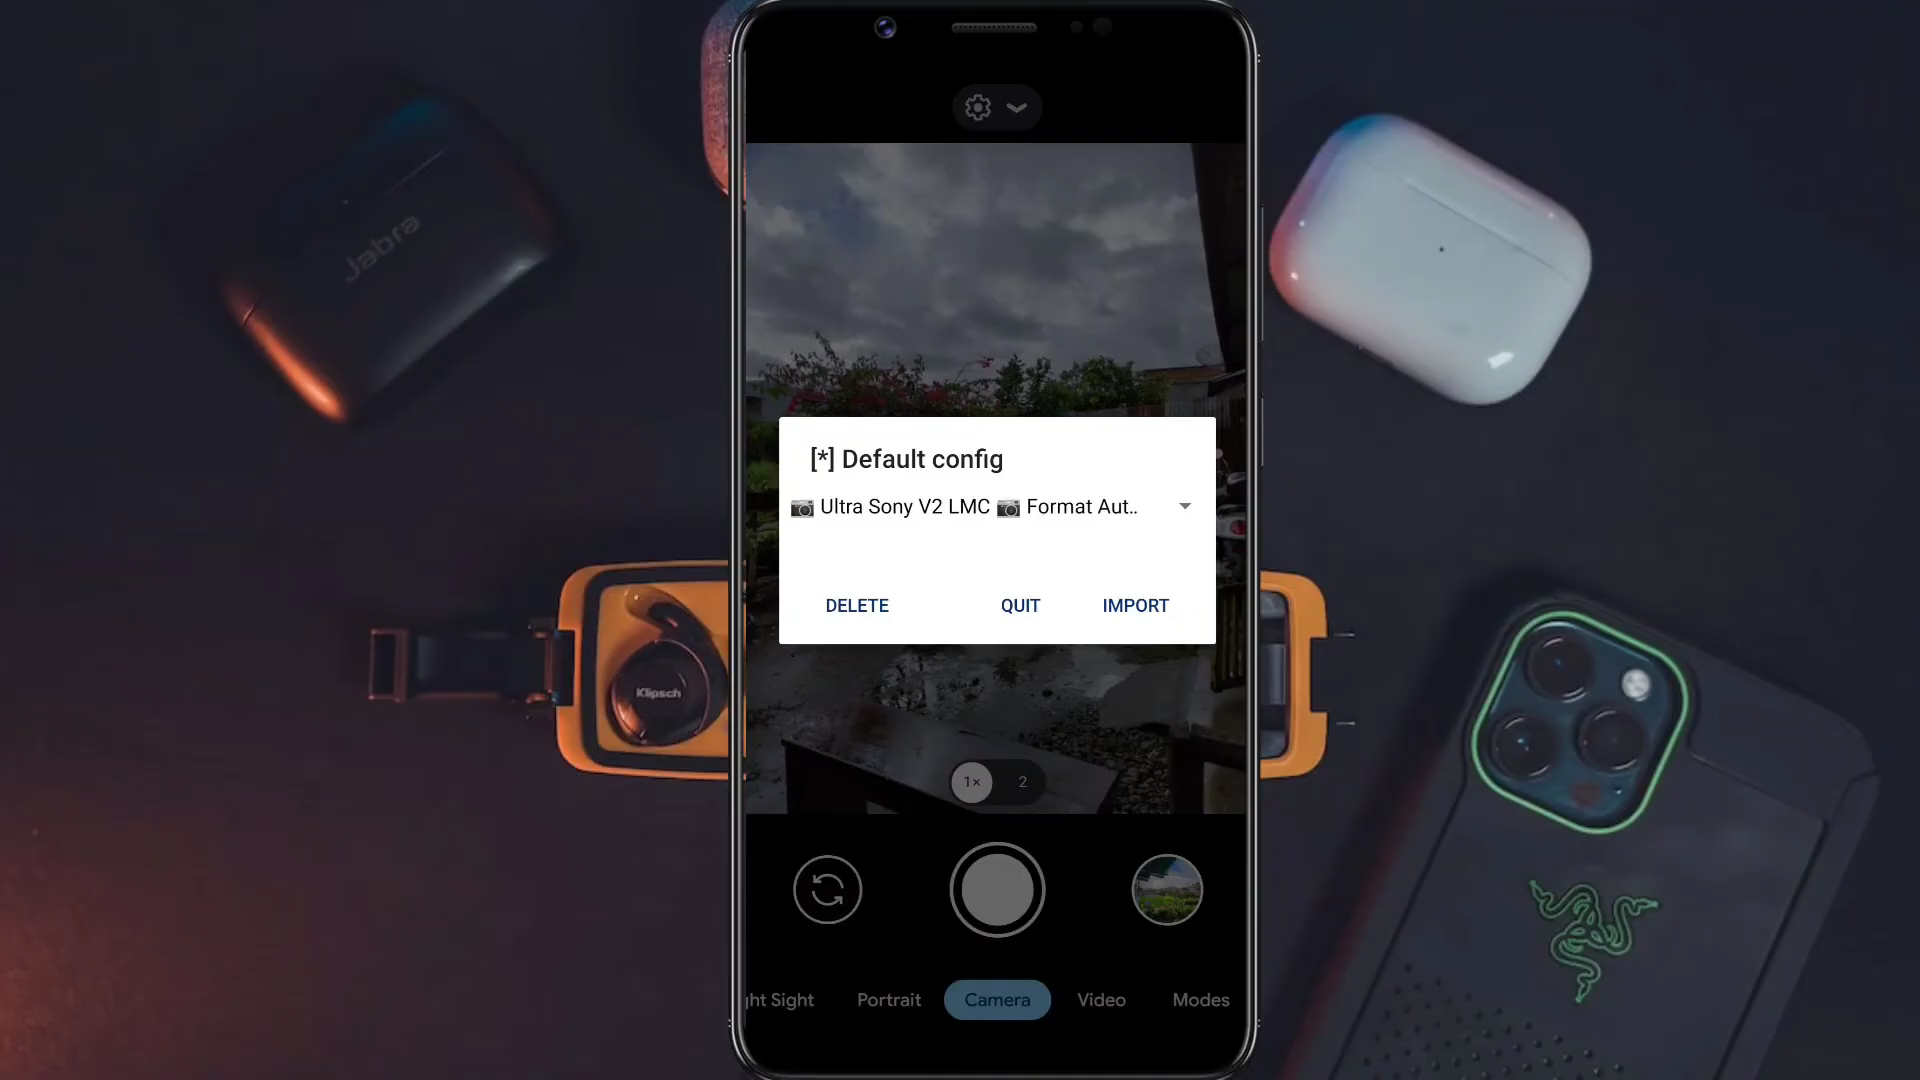 Jabra
[*] Default config
📷 Ultra Sony V2 LMC 📷 Format Aut..
DELETE QUIT IMPORT
Klipsch
1× 2
ght Sight Portrait Camera Video Modes